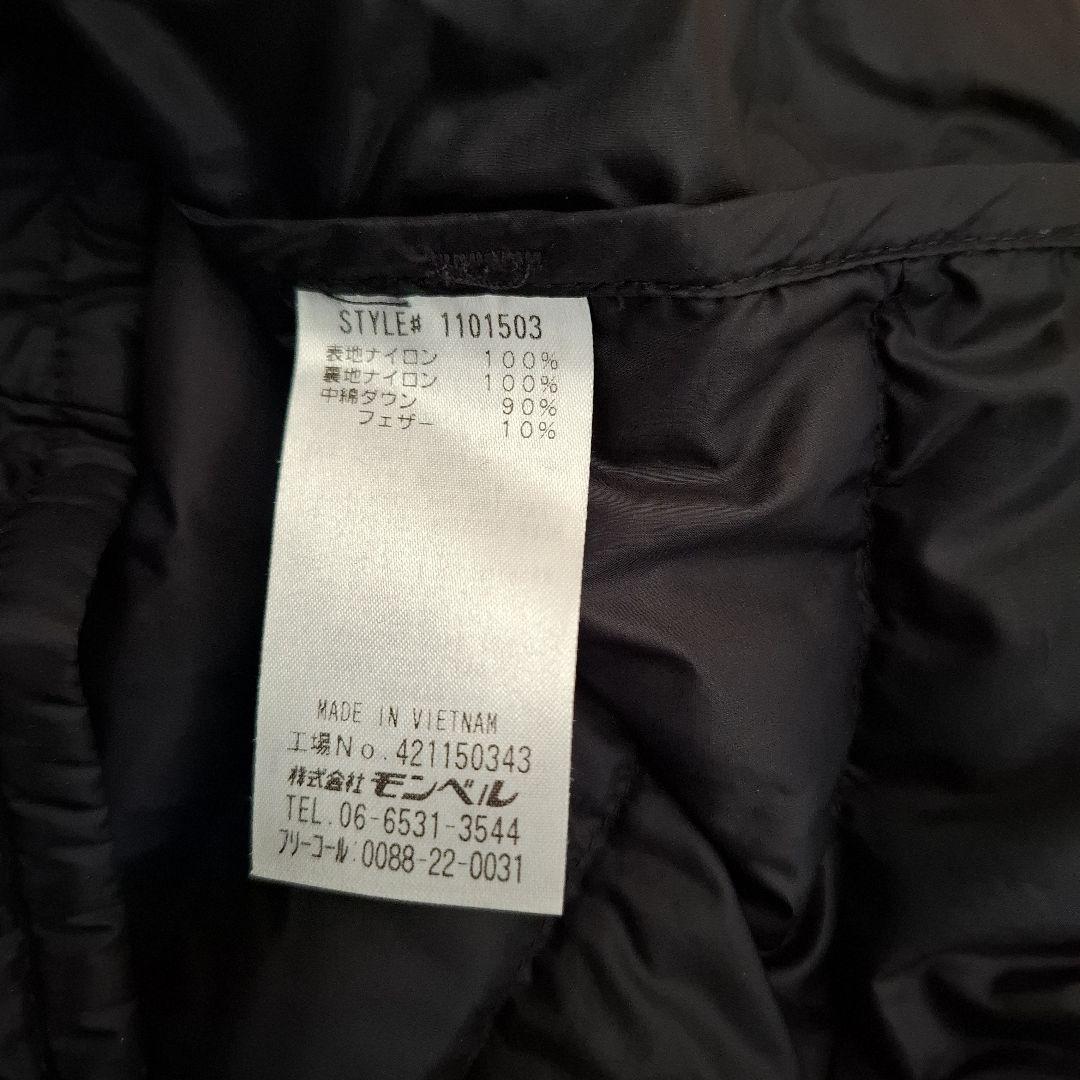 STYLE# 1101503
表地ナイロン 100%
裏地ナイロン 100%
中綿ダウン 90%
フェザー 10%
MADE IN VIETNAM
工場No.421150343
株式会社 モンベル
TEL.06-6531-3544
フリーコール:0088-22-0031